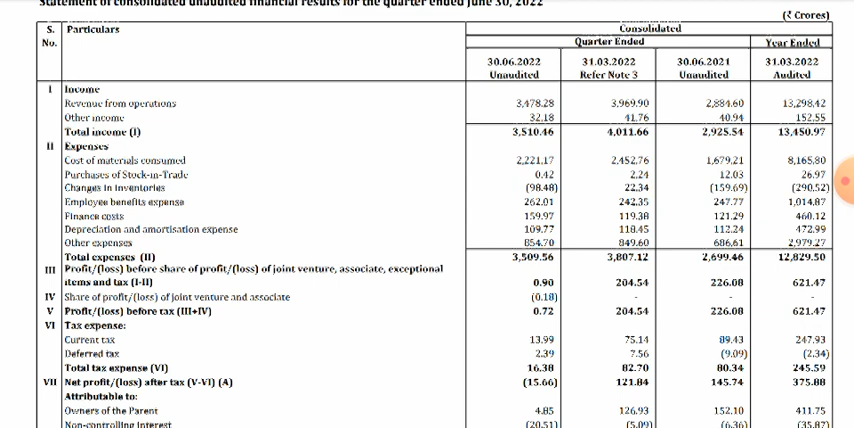 Statement of consolidated unaudited financial results for the quarter ended June 30, 2022
(₹ Crores)
S. No. Particulars Consolidated
Quarter Ended Year Ended
30.06.2022 31.03.2022 30.06.2021 31.03.2022
Unaudited Refer Note 3 Unaudited Audited
I Income
Revenue from operations 3,478.28 3,969.90 2,884.60 13,298.42
Other income 32.18 41.76 40.94 152.55
Total income (I) 3,510.46 4,011.66 2,925.54 13,450.97
II Expenses
Cost of materials consumed 2,221.17 2,452.76 1,679.21 8,165.80
Purchases of Stock-in-Trade 0.42 2.24 12.03 26.97
Changes in Inventories (98.48) 22.34 (159.69) (290.52)
Employee benefits expense 262.01 242.35 247.77 1,014.87
Finance costs 159.97 119.38 121.29 460.12
Depreciation and amortisation expense 109.77 118.45 112.24 472.99
Other expenses 854.70 849.60 686.61 2,979.27
Total expenses (II) 3,509.56 3,807.12 2,699.46 12,829.50
III Profit/(loss) before share of profit/(loss) of joint venture, associate, exceptional
items and tax (I-II) 0.90 204.54 226.08 621.47
IV Share of profit/(loss) of joint venture and associate (0.18) - - -
V Profit/(loss) before tax (III+IV) 0.72 204.54 226.08 621.47
VI Tax expense:
Current tax 13.99 75.14 89.43 247.93
Deferred tax 2.39 7.56 (9.09) (2.34)
Total tax expense (VI) 16.38 82.70 80.34 245.59
VII Net profit/(loss) after tax (V-VI) (A) (15.66) 121.84 145.74 375.88
Attributable to:
Owners of the Parent 4.85 126.93 152.10 411.75
Non-controlling interest (20.51) (5.09) (6.36) (35.87)